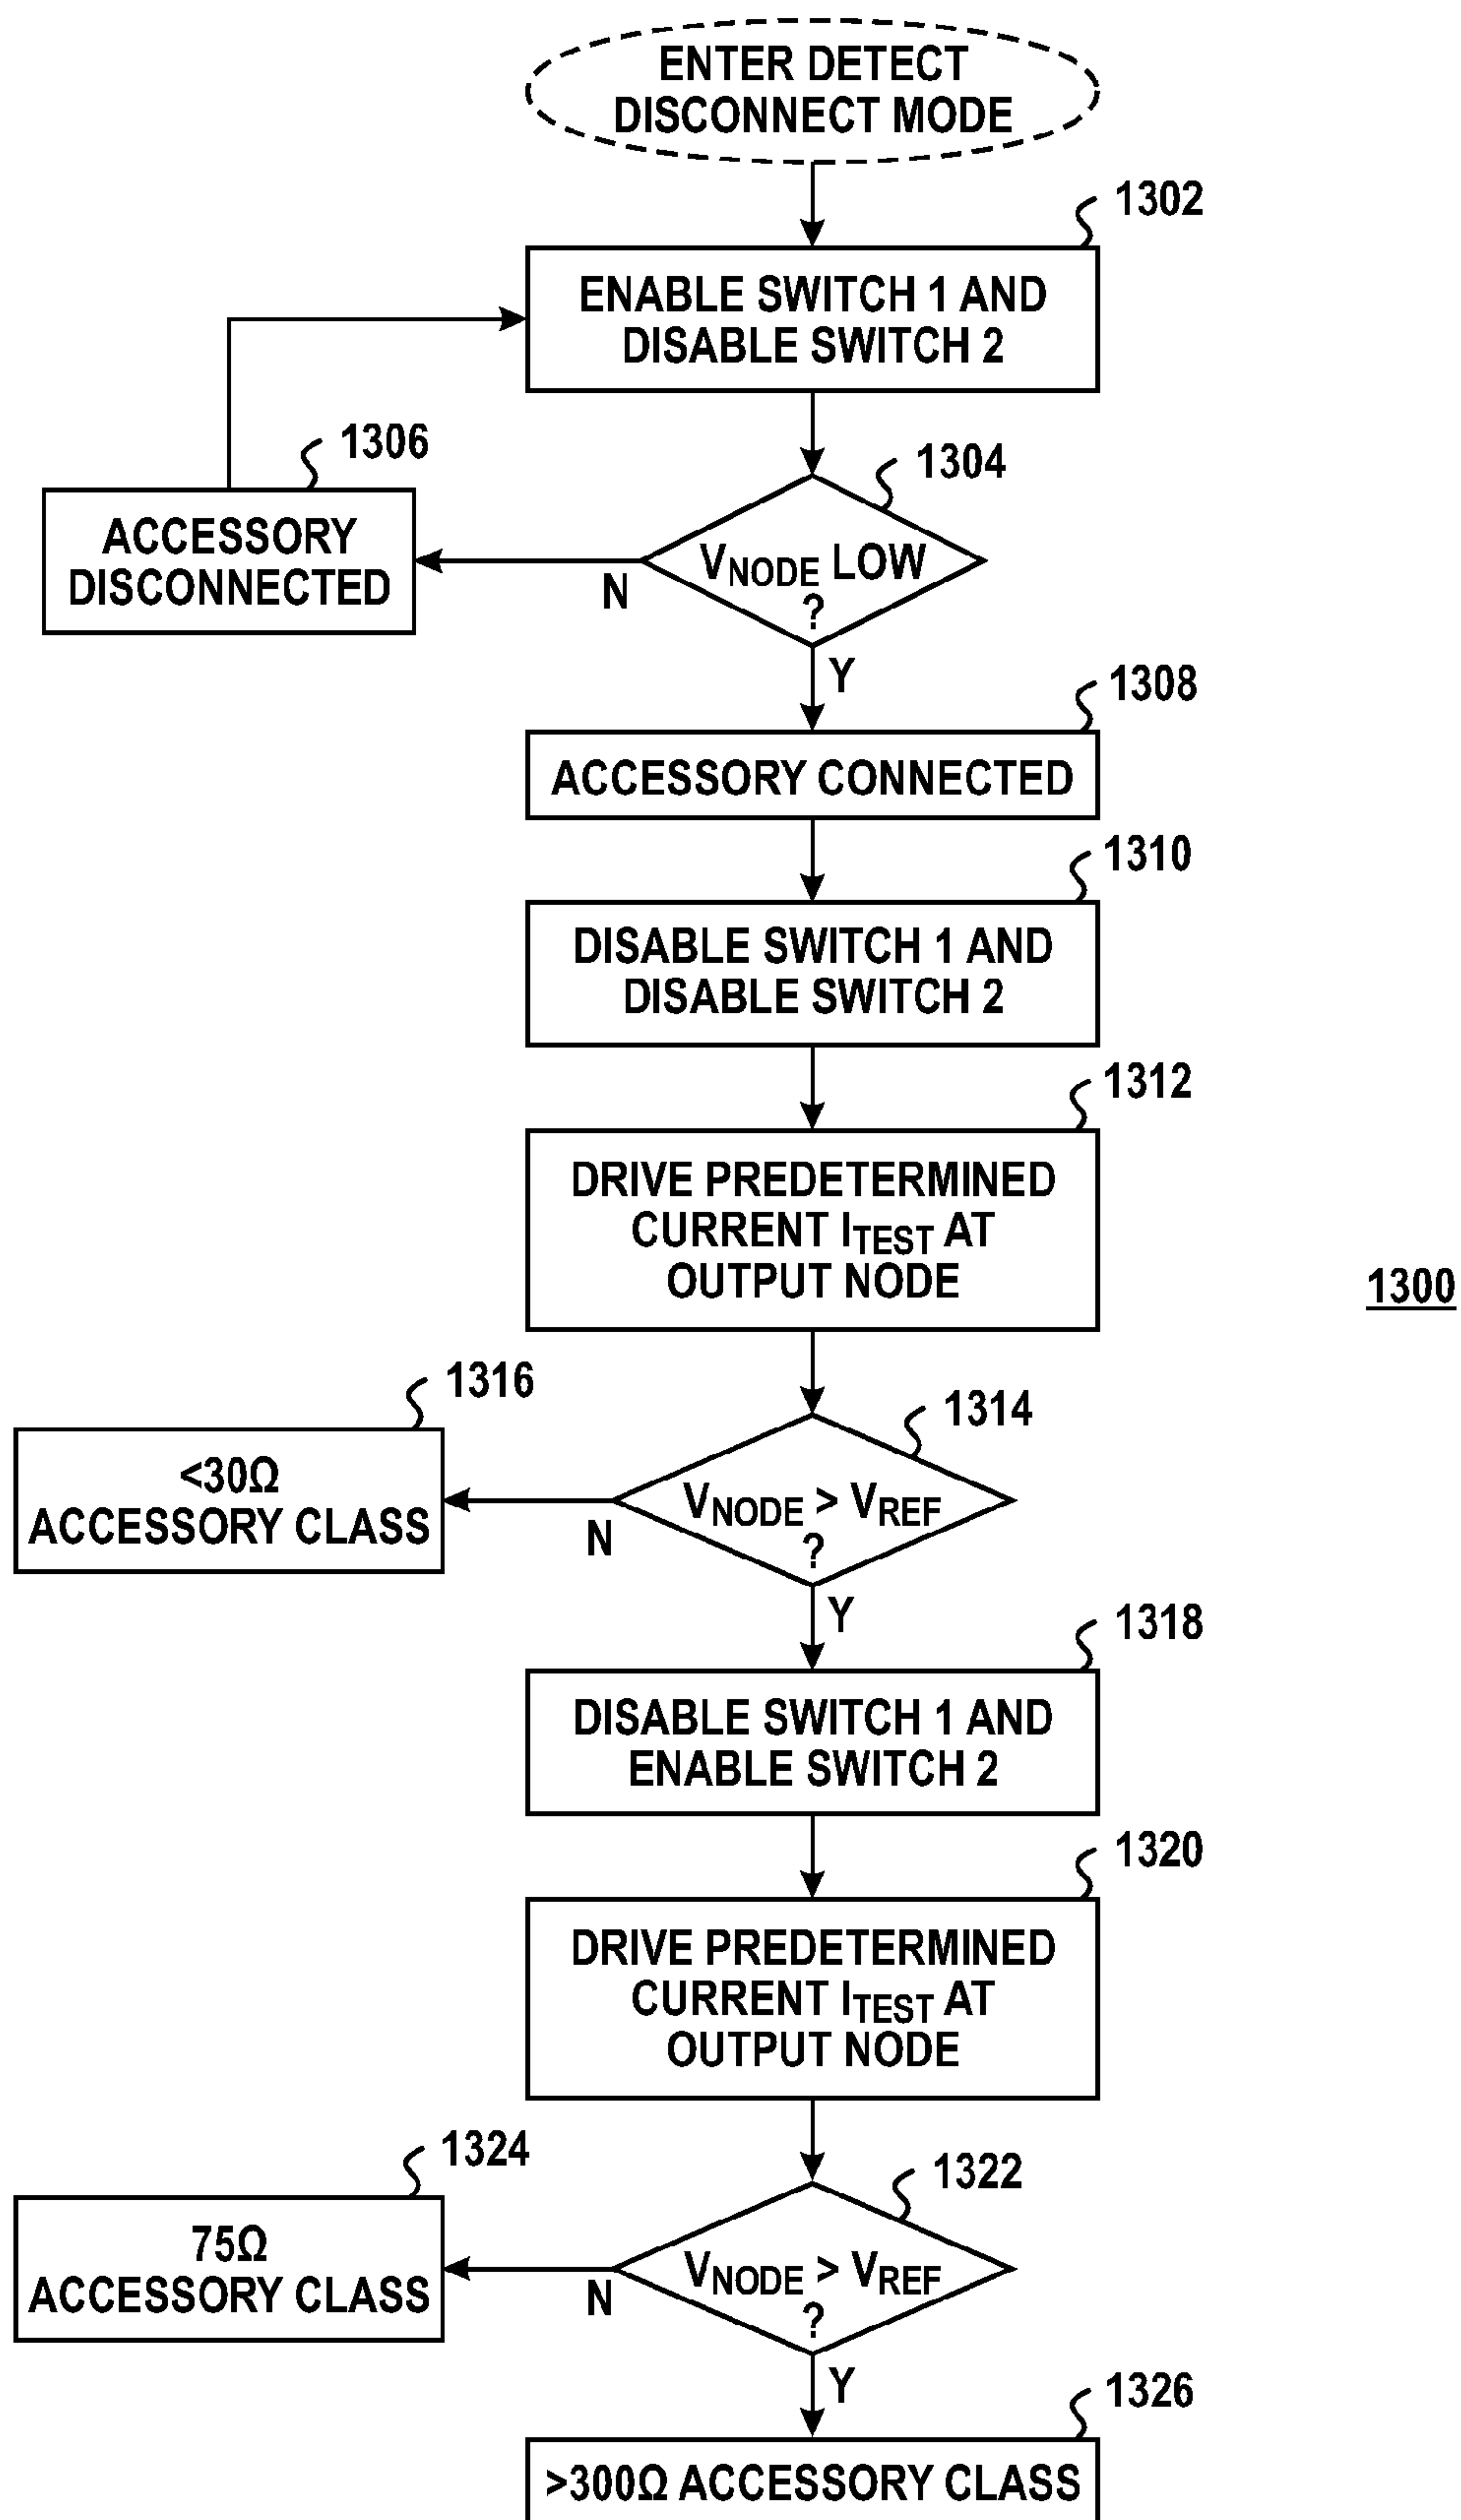 ENTER DETECT
DISCONNECT MODE
1302
ENABLE SWITCH 1 AND
DISABLE SWITCH 2
1306
ACCESSORY
DISCONNECTED
1304
VNODE LOW
?
N
Y
1308
ACCESSORY CONNECTED
1310
DISABLE SWITCH 1 AND
DISABLE SWITCH 2
1312
DRIVE PREDETERMINED
CURRENT ITEST AT
OUTPUT NODE
1300
1316
<30Ω
ACCESSORY CLASS
1314
VNODE > VREF
?
N
Y
1318
DISABLE SWITCH 1 AND
ENABLE SWITCH 2
1320
DRIVE PREDETERMINED
CURRENT ITEST AT
OUTPUT NODE
1324
75Ω
ACCESSORY CLASS
1322
VNODE > VREF
?
N
Y
1326
>300Ω ACCESSORY CLASS